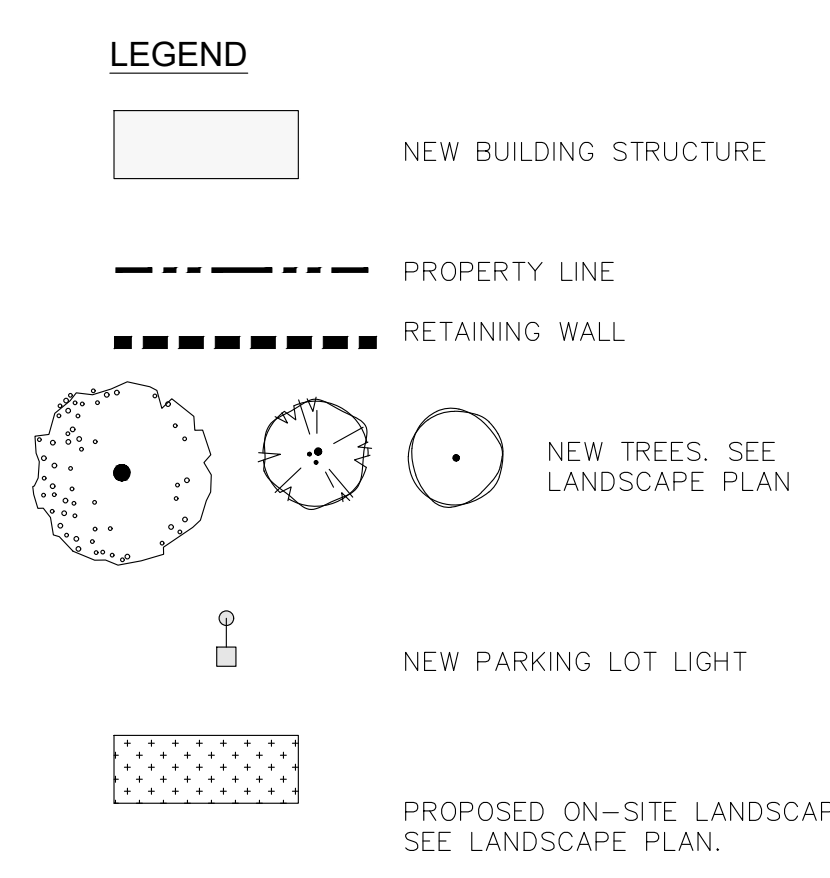 LEGEND
NEW BUILDING STRUCTURE
PROPERTY LINE
RETAINING WALL
NEW TREES. SEE
LANDSCAPE PLAN
NEW PARKING LOT LIGHT
PROPOSED ON-SITE LANDSCAP
SEE LANDSCAPE PLAN.